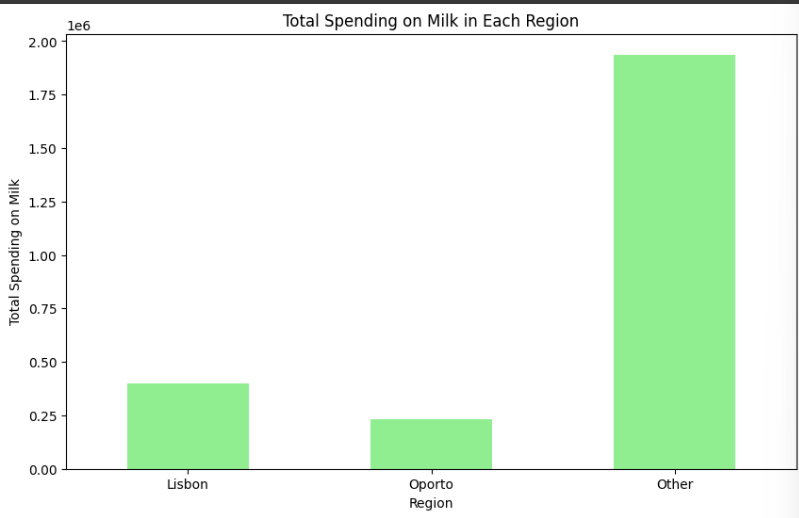 Total Spending on Milk in Each Region
1e6
2.00
1.75
1.50
1.25
1.00
0.75
0.50
0.25
0.00
Total Spending on Milk
Lisbon Oporto Other
Region